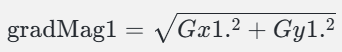 gradMag1 = √(Gx1.² + Gy1.²)